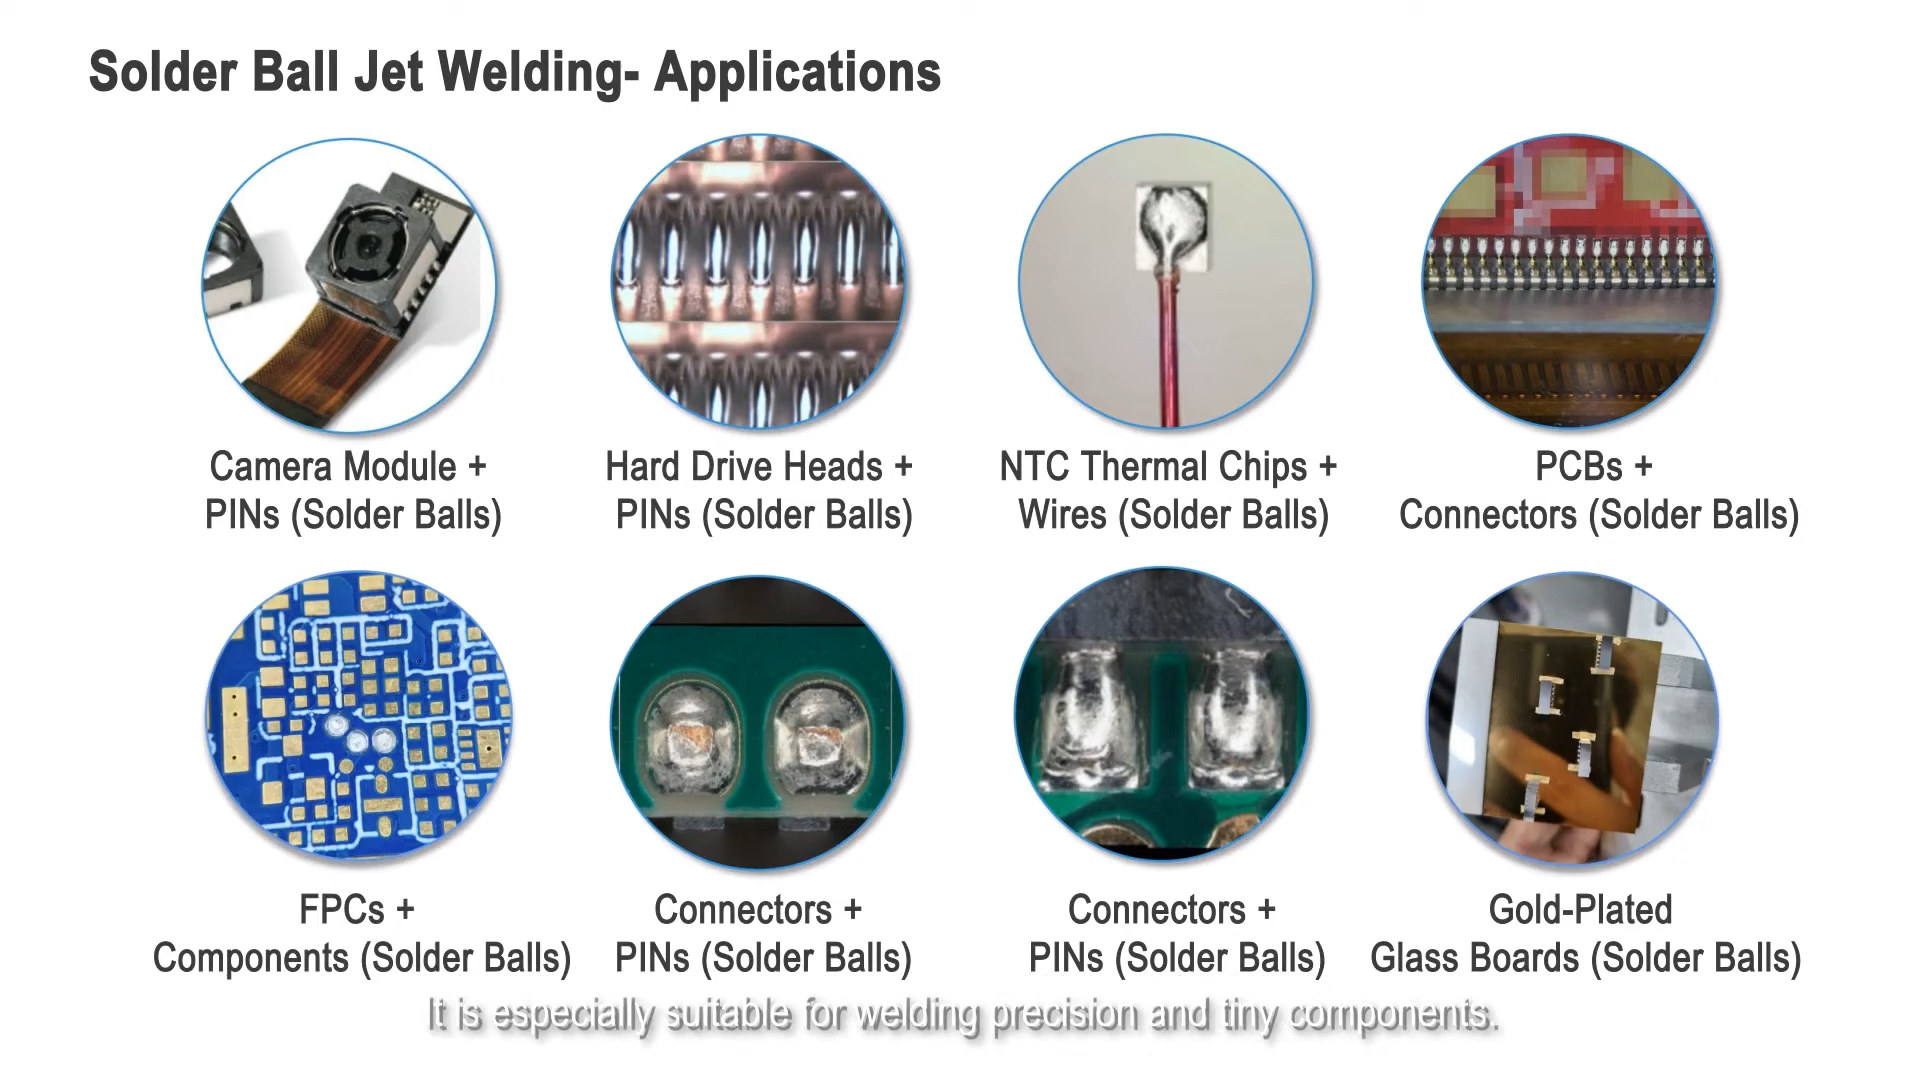 Solder Ball Jet Welding- Applications
Camera Module +
PINs (Solder Balls)
Hard Drive Heads +
PINs (Solder Balls)
NTC Thermal Chips +
Wires (Solder Balls)
PCBs +
Connectors (Solder Balls)
FPCs +
Components (Solder Balls)
Connectors +
PINs (Solder Balls)
Connectors +
PINs (Solder Balls)
Gold-Plated
Glass Boards (Solder Balls)
It is especially suitable for welding precision and tiny components.